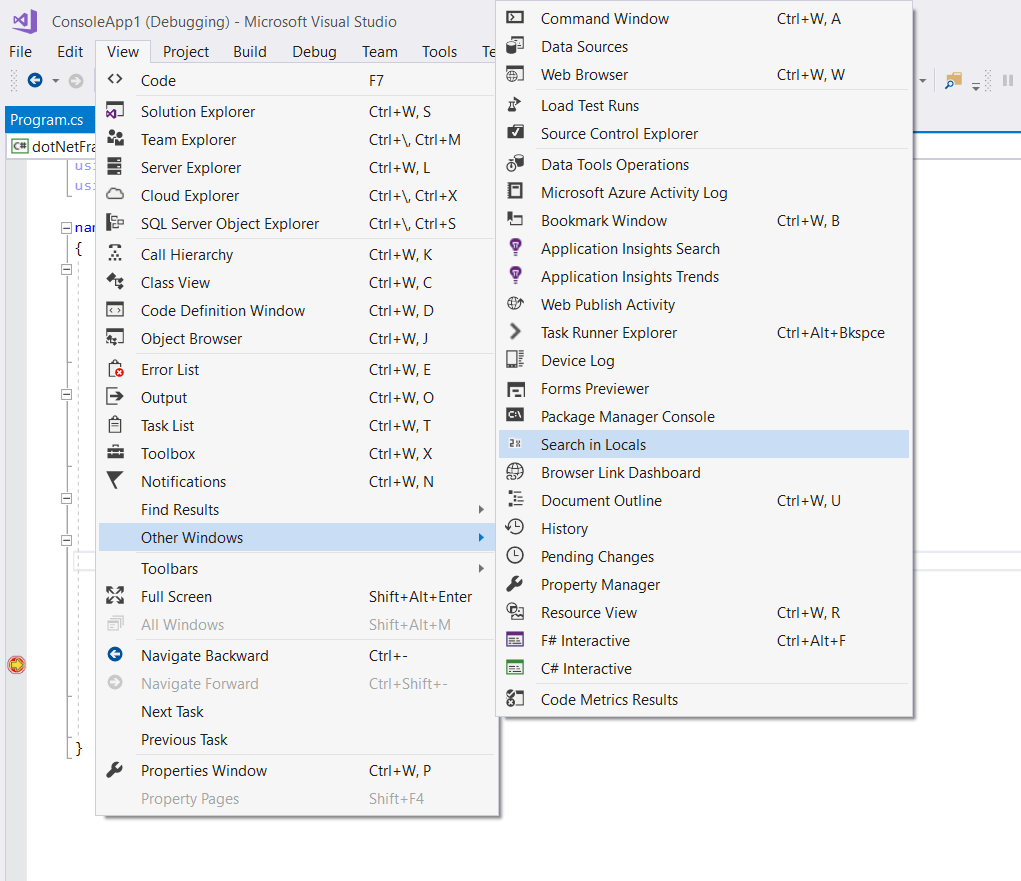 ConsoleApp1 (Debugging) - Microsoft Visual Studio
File Edit View Project Build Debug Team Tools Te
Program.cs
C# dotNetFra
usi
usi
nam
{
}
Code F7
Solution Explorer Ctrl+W, S
Team Explorer Ctrl+\, Ctrl+M
Server Explorer Ctrl+W, L
Cloud Explorer Ctrl+\, Ctrl+X
SQL Server Object Explorer Ctrl+\, Ctrl+S
Call Hierarchy Ctrl+W, K
Class View Ctrl+W, C
Code Definition Window Ctrl+W, D
Object Browser Ctrl+W, J
Error List Ctrl+W, E
Output Ctrl+W, O
Task List Ctrl+W, T
Toolbox Ctrl+W, X
Notifications Ctrl+W, N
Find Results
Other Windows
Toolbars
Full Screen Shift+Alt+Enter
All Windows Shift+Alt+M
Navigate Backward Ctrl+-
Navigate Forward Ctrl+Shift+-
Next Task
Previous Task
Properties Window Ctrl+W, P
Property Pages Shift+F4
Command Window Ctrl+W, A
Data Sources
Web Browser Ctrl+W, W
Load Test Runs
Source Control Explorer
Data Tools Operations
Microsoft Azure Activity Log
Bookmark Window Ctrl+W, B
Application Insights Search
Application Insights Trends
Web Publish Activity
Task Runner Explorer Ctrl+Alt+Bkspce
Device Log
Forms Previewer
Package Manager Console
Search in Locals
Browser Link Dashboard
Document Outline Ctrl+W, U
History
Pending Changes
Property Manager
Resource View Ctrl+W, R
F# Interactive Ctrl+Alt+F
C# Interactive
Code Metrics Results